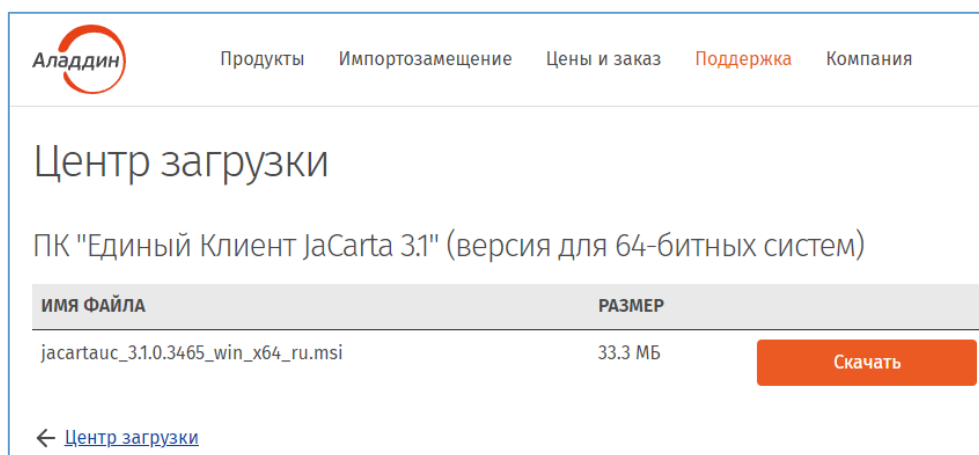 Аладдин Продукты Импортозамещение Цены и заказ Поддержка Компания
Центр загрузки
ПК "Единый Клиент JaCarta 3.1" (версия для 64-битных систем)
ИМЯ ФАЙЛА РАЗМЕР
jacartauc_3.1.0.3465_win_x64_ru.msi 33.3 МБ Скачать
← Центр загрузки